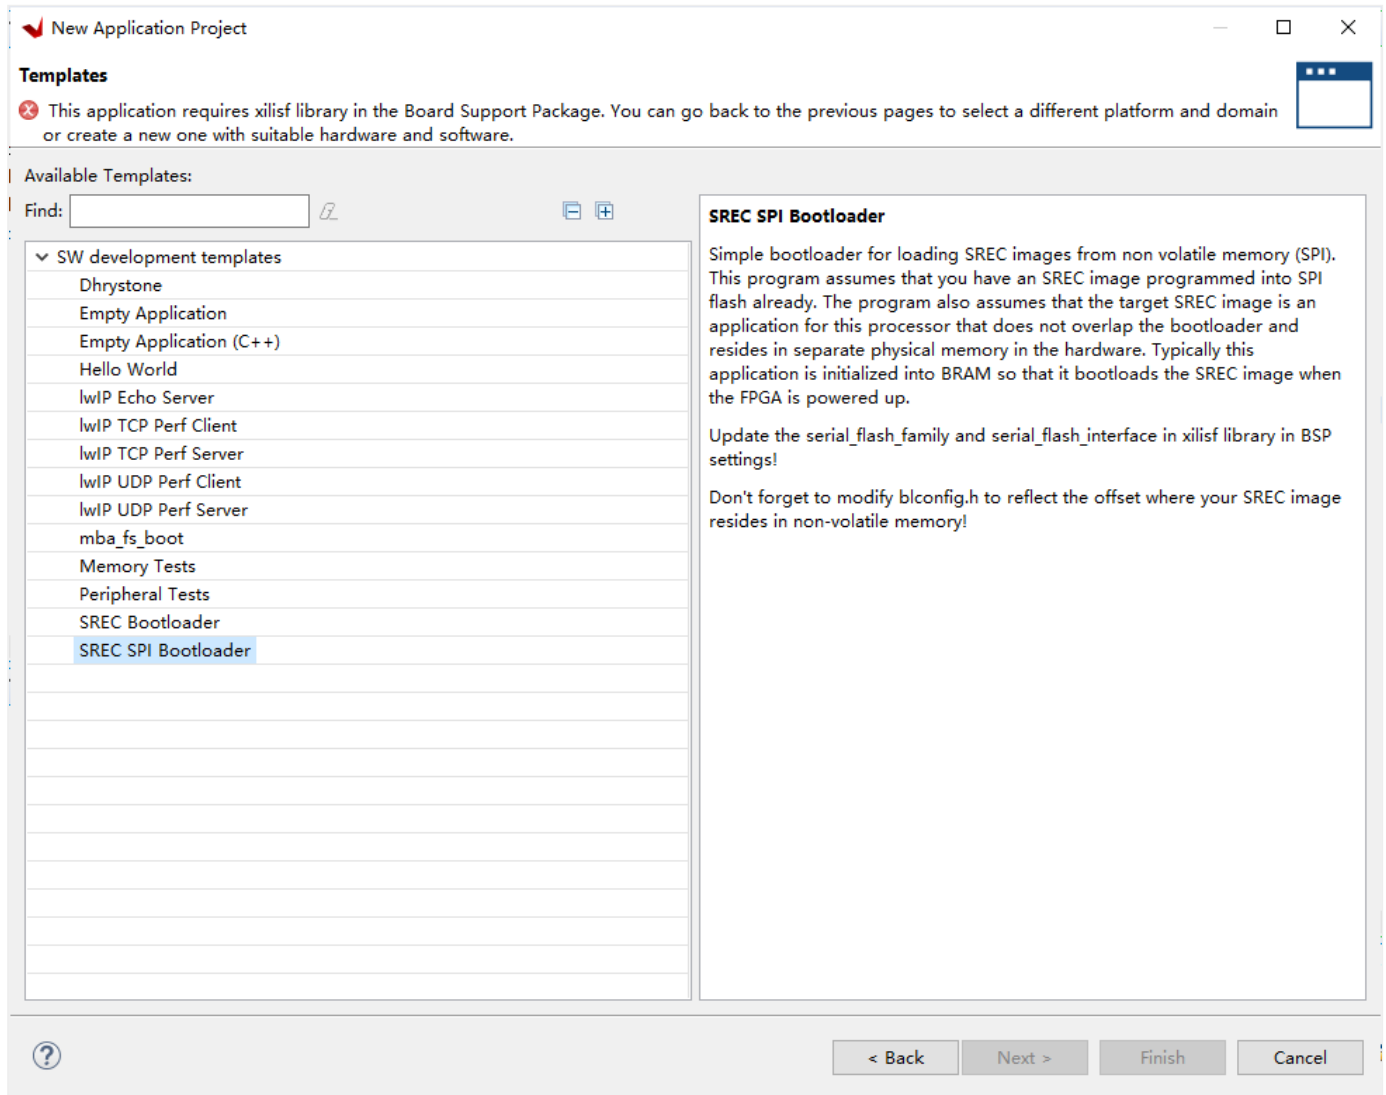 New Application Project
Templates
This application requires xilisf library in the Board Support Package. You can go back to the previous pages to select a different platform and domain
or create a new one with suitable hardware and software.
Available Templates:
Find:
SW development templates
Dhrystone
Empty Application
Empty Application (C++)
Hello World
lwIP Echo Server
lwIP TCP Perf Client
lwIP TCP Perf Server
lwIP UDP Perf Client
lwIP UDP Perf Server
mba_fs_boot
Memory Tests
Peripheral Tests
SREC Bootloader
SREC SPI Bootloader
SREC SPI Bootloader
Simple bootloader for loading SREC images from non volatile memory (SPI).
This program assumes that you have an SREC image programmed into SPI
flash already. The program also assumes that the target SREC image is an
application for this processor that does not overlap the bootloader and
resides in separate physical memory in the hardware. Typically this
application is initialized into BRAM so that it bootloads the SREC image when
the FPGA is powered up.
Update the serial_flash_family and serial_flash_interface in xilisf library in BSP
settings!
Don't forget to modify blconfig.h to reflect the offset where your SREC image
resides in non-volatile memory!
< Back
Next >
Finish
Cancel